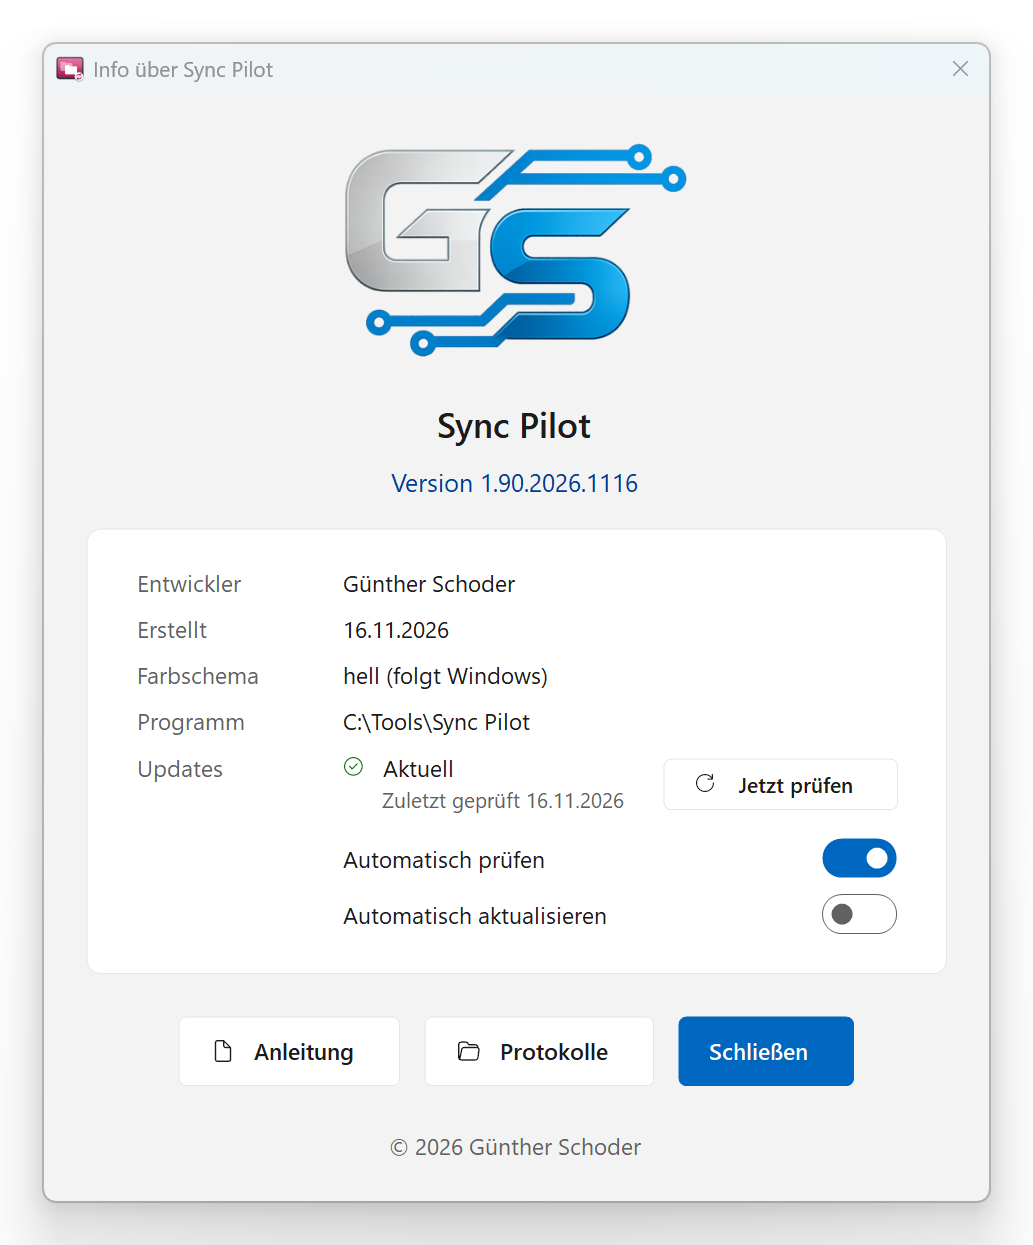 Info über Sync Pilot
GS
Sync Pilot
Version 1.90.2026.1116
Entwickler Günther Schoder
Erstellt 16.11.2026
Farbschema hell (folgt Windows)
Programm C:\Tools\Sync Pilot
Updates Aktuell
Zuletzt geprüft 16.11.2026
Jetzt prüfen
Automatisch prüfen
Automatisch aktualisieren
Anleitung Protokolle Schließen
© 2026 Günther Schoder